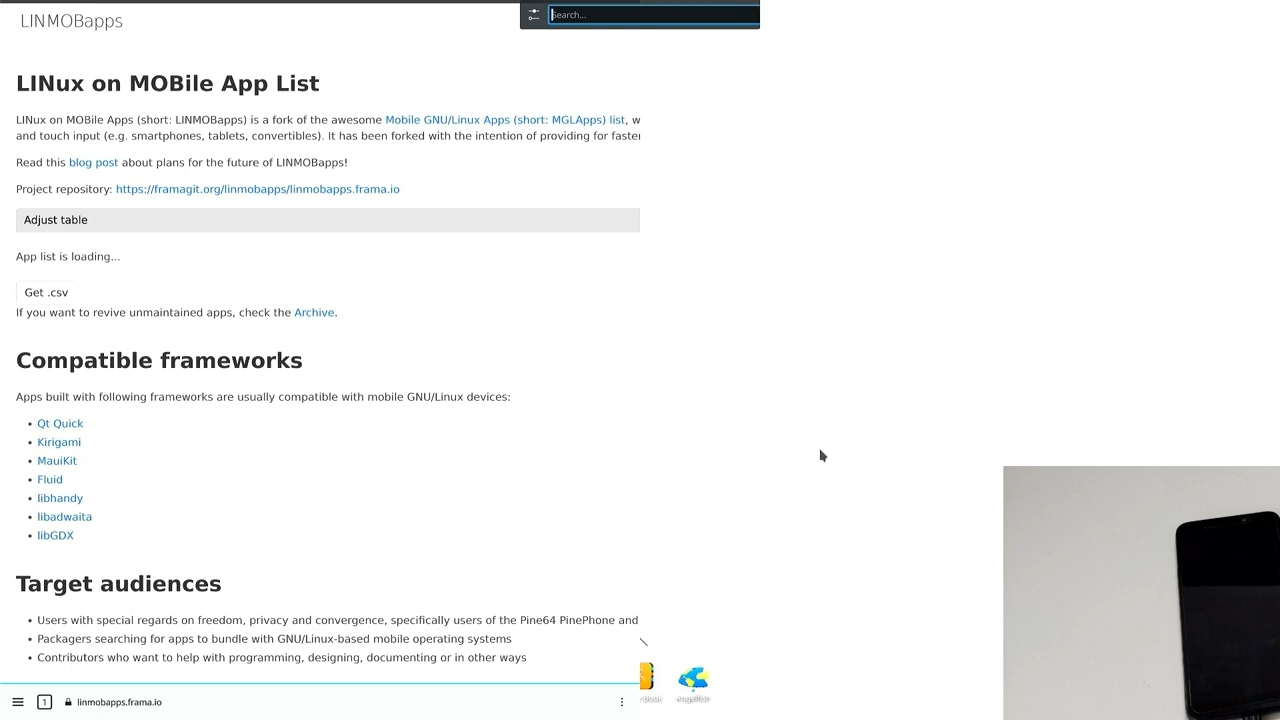 LINMOBapps
Search...
LINux on MOBile App List
LINux on MOBile Apps (short: LINMOBapps) is a fork of the awesome Mobile GNU/Linux Apps (short: MGLApps) list, w
and touch input (e.g. smartphones, tablets, convertibles). It has been forked with the intention of providing for faster
Read this blog post about plans for the future of LINMOBapps!
Project repository: https://framagit.org/linmobapps/linmobapps.frama.io
Adjust table
App list is loading...
Get .csv
If you want to revive unmaintained apps, check the Archive.
Compatible frameworks
Apps built with following frameworks are usually compatible with mobile GNU/Linux devices:
• Qt Quick
• Kirigami
• MauiKit
• Fluid
• libhandy
• libadwaita
• libGDX
Target audiences
• Users with special regards on freedom, privacy and convergence, specifically users of the Pine64 PinePhone and
• Packagers searching for apps to bundle with GNU/Linux-based mobile operating systems
• Contributors who want to help with programming, designing, documenting or in other ways
Book
Angelfish
1
linmobapps.frama.io